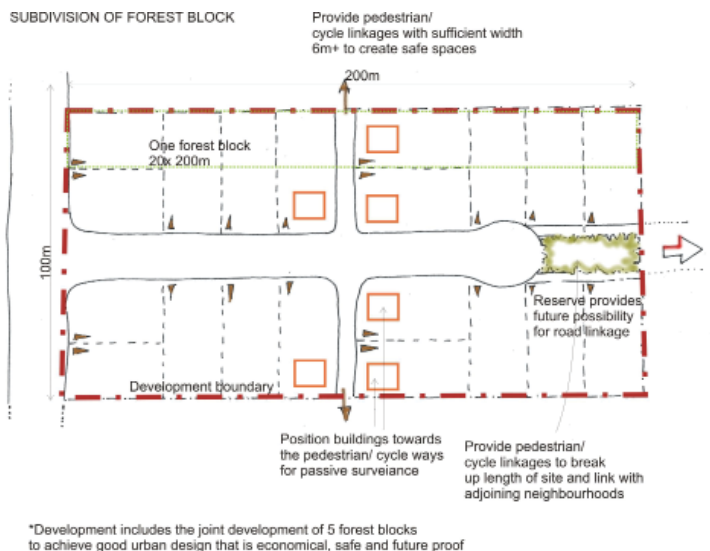 SUBDIVISION OF FOREST BLOCK
Provide pedestrian/
cycle linkages with sufficient width
6m+ to create safe spaces
200m
One forest block
20x 200m
100m
Reserve provides
future possibility
for road linkage
Development boundary
Position buildings towards
the pedestrian/ cycle ways
for passive surveiance
Provide pedestrian/
cycle linkages to break
up length of site and link with
adjoining neighbourhoods
*Development includes the joint development of 5 forest blocks
to achieve good urban design that is economical, safe and future proof